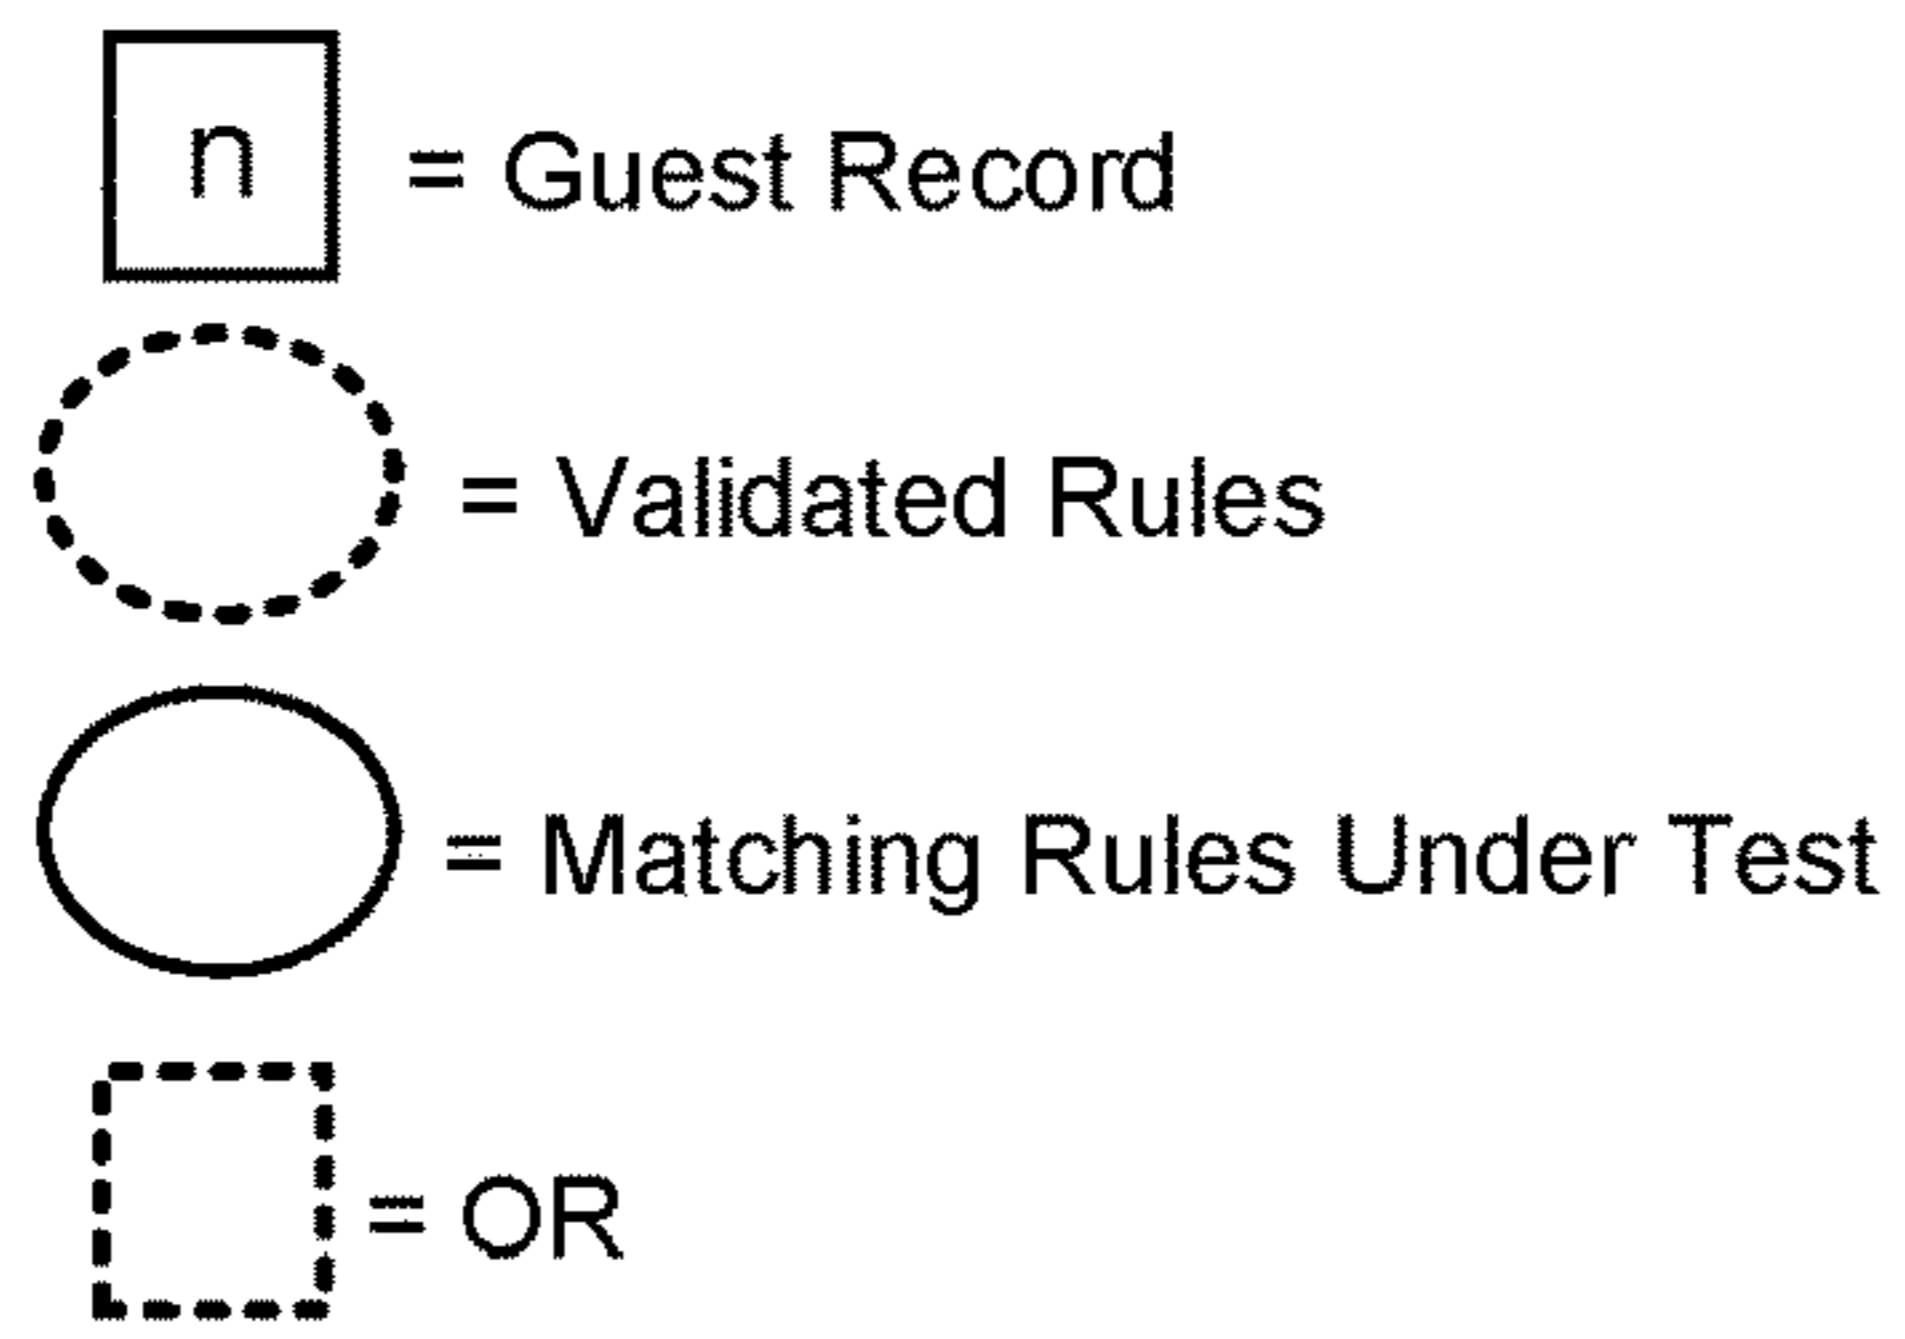 n = Guest Record
= Validated Rules
= Matching Rules Under Test
= OR